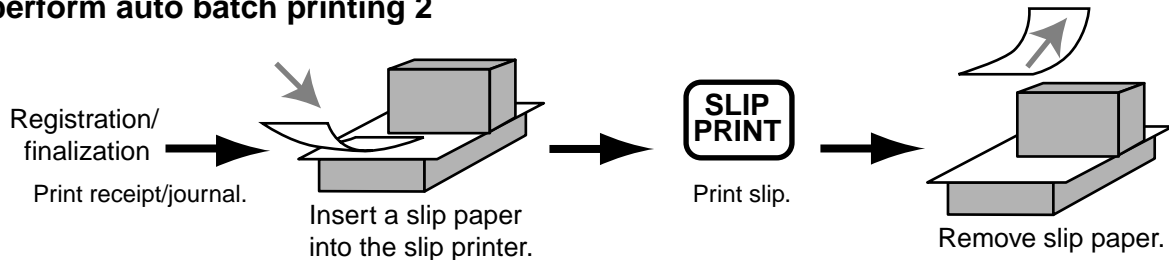 perform auto batch printing 2
Registration/
finalization
Print receipt/journal.
Insert a slip paper
into the slip printer.
SLIP
PRINT
Print slip.
Remove slip paper.